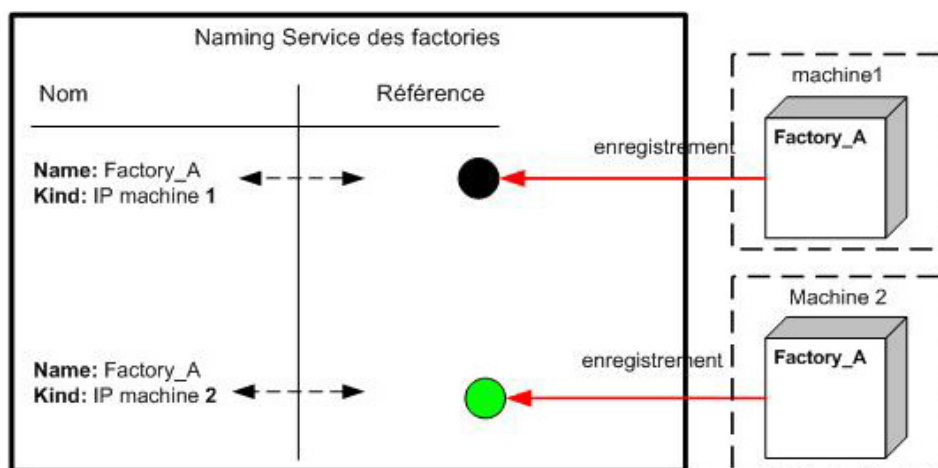 Naming Service des factories
Nom
Référence
Name: Factory_A
Kind: IP machine 1
enregistrement
machine1
Factory_A
Name: Factory_A
Kind: IP machine 2
enregistrement
Machine 2
Factory_A